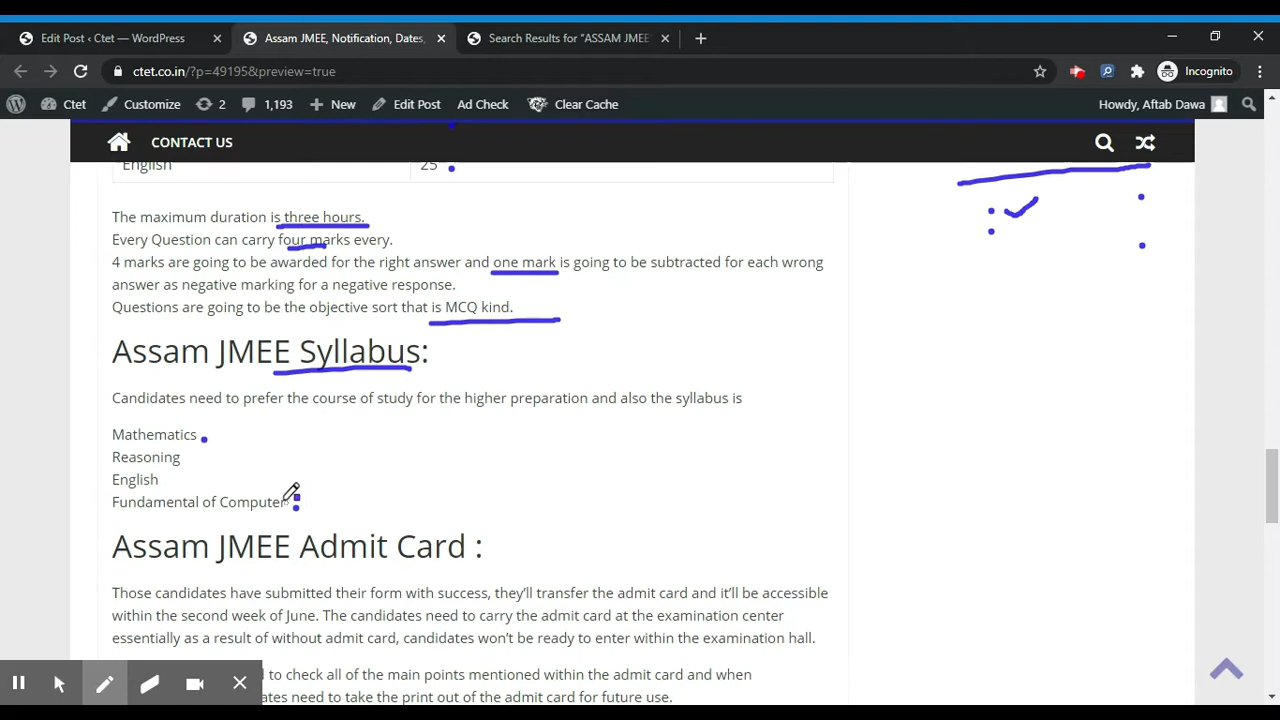 Edit Post ‹ Ctet — WordPress
Assam JMEE, Notification, Dates,
Search Results for "ASSAM JMEE"
ctet.co.in/?p=49195&preview=true
Incognito
Ctet
Customize
2
1,193
New
Edit Post
Ad Check
Clear Cache
Howdy, Aftab Dawa
CONTACT US
English 25
The maximum duration is three hours.
Every Question can carry four marks every.
4 marks are going to be awarded for the right answer and one mark is going to be subtracted for each wrong
answer as negative marking for a negative response.
Questions are going to be the objective sort that is MCQ kind.
Assam JMEE Syllabus:
Candidates need to prefer the course of study for the higher preparation and also the syllabus is
Mathematics
Reasoning
English
Fundamental of Computer
Assam JMEE Admit Card :
Those candidates have submitted their form with success, they'll transfer the admit card and it'll be accessible
within the second week of June. The candidates need to carry the admit card at the examination center
essentially as a result of without admit card, candidates won't be ready to enter within the examination hall.
to check all of the main points mentioned within the admit card and when
need to take the print out of the admit card for future use.